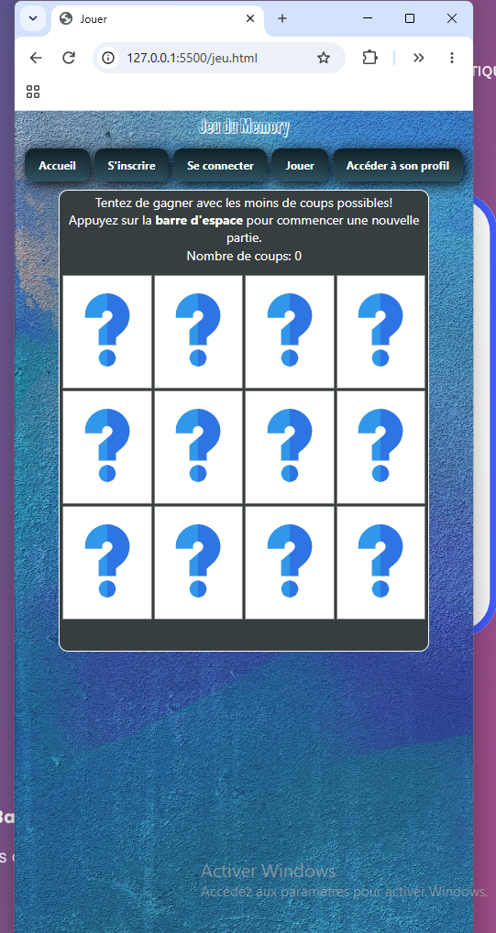 Jouer
127.0.0.1:5500/jeu.html
TIQU
Jeu du Memory
Accueil
S'inscrire
Se connecter
Jouer
Accéder à son profil
Tentez de gagner avec les moins de coups possibles!
Appuyez sur la barre d'espace pour commencer une nouvelle
partie.
Nombre de coups: 0
? ? ? ?
? ? ? ?
? ? ? ?
Ba
s
Activer Windows
Accédez aux paramètres pour activer Windows.